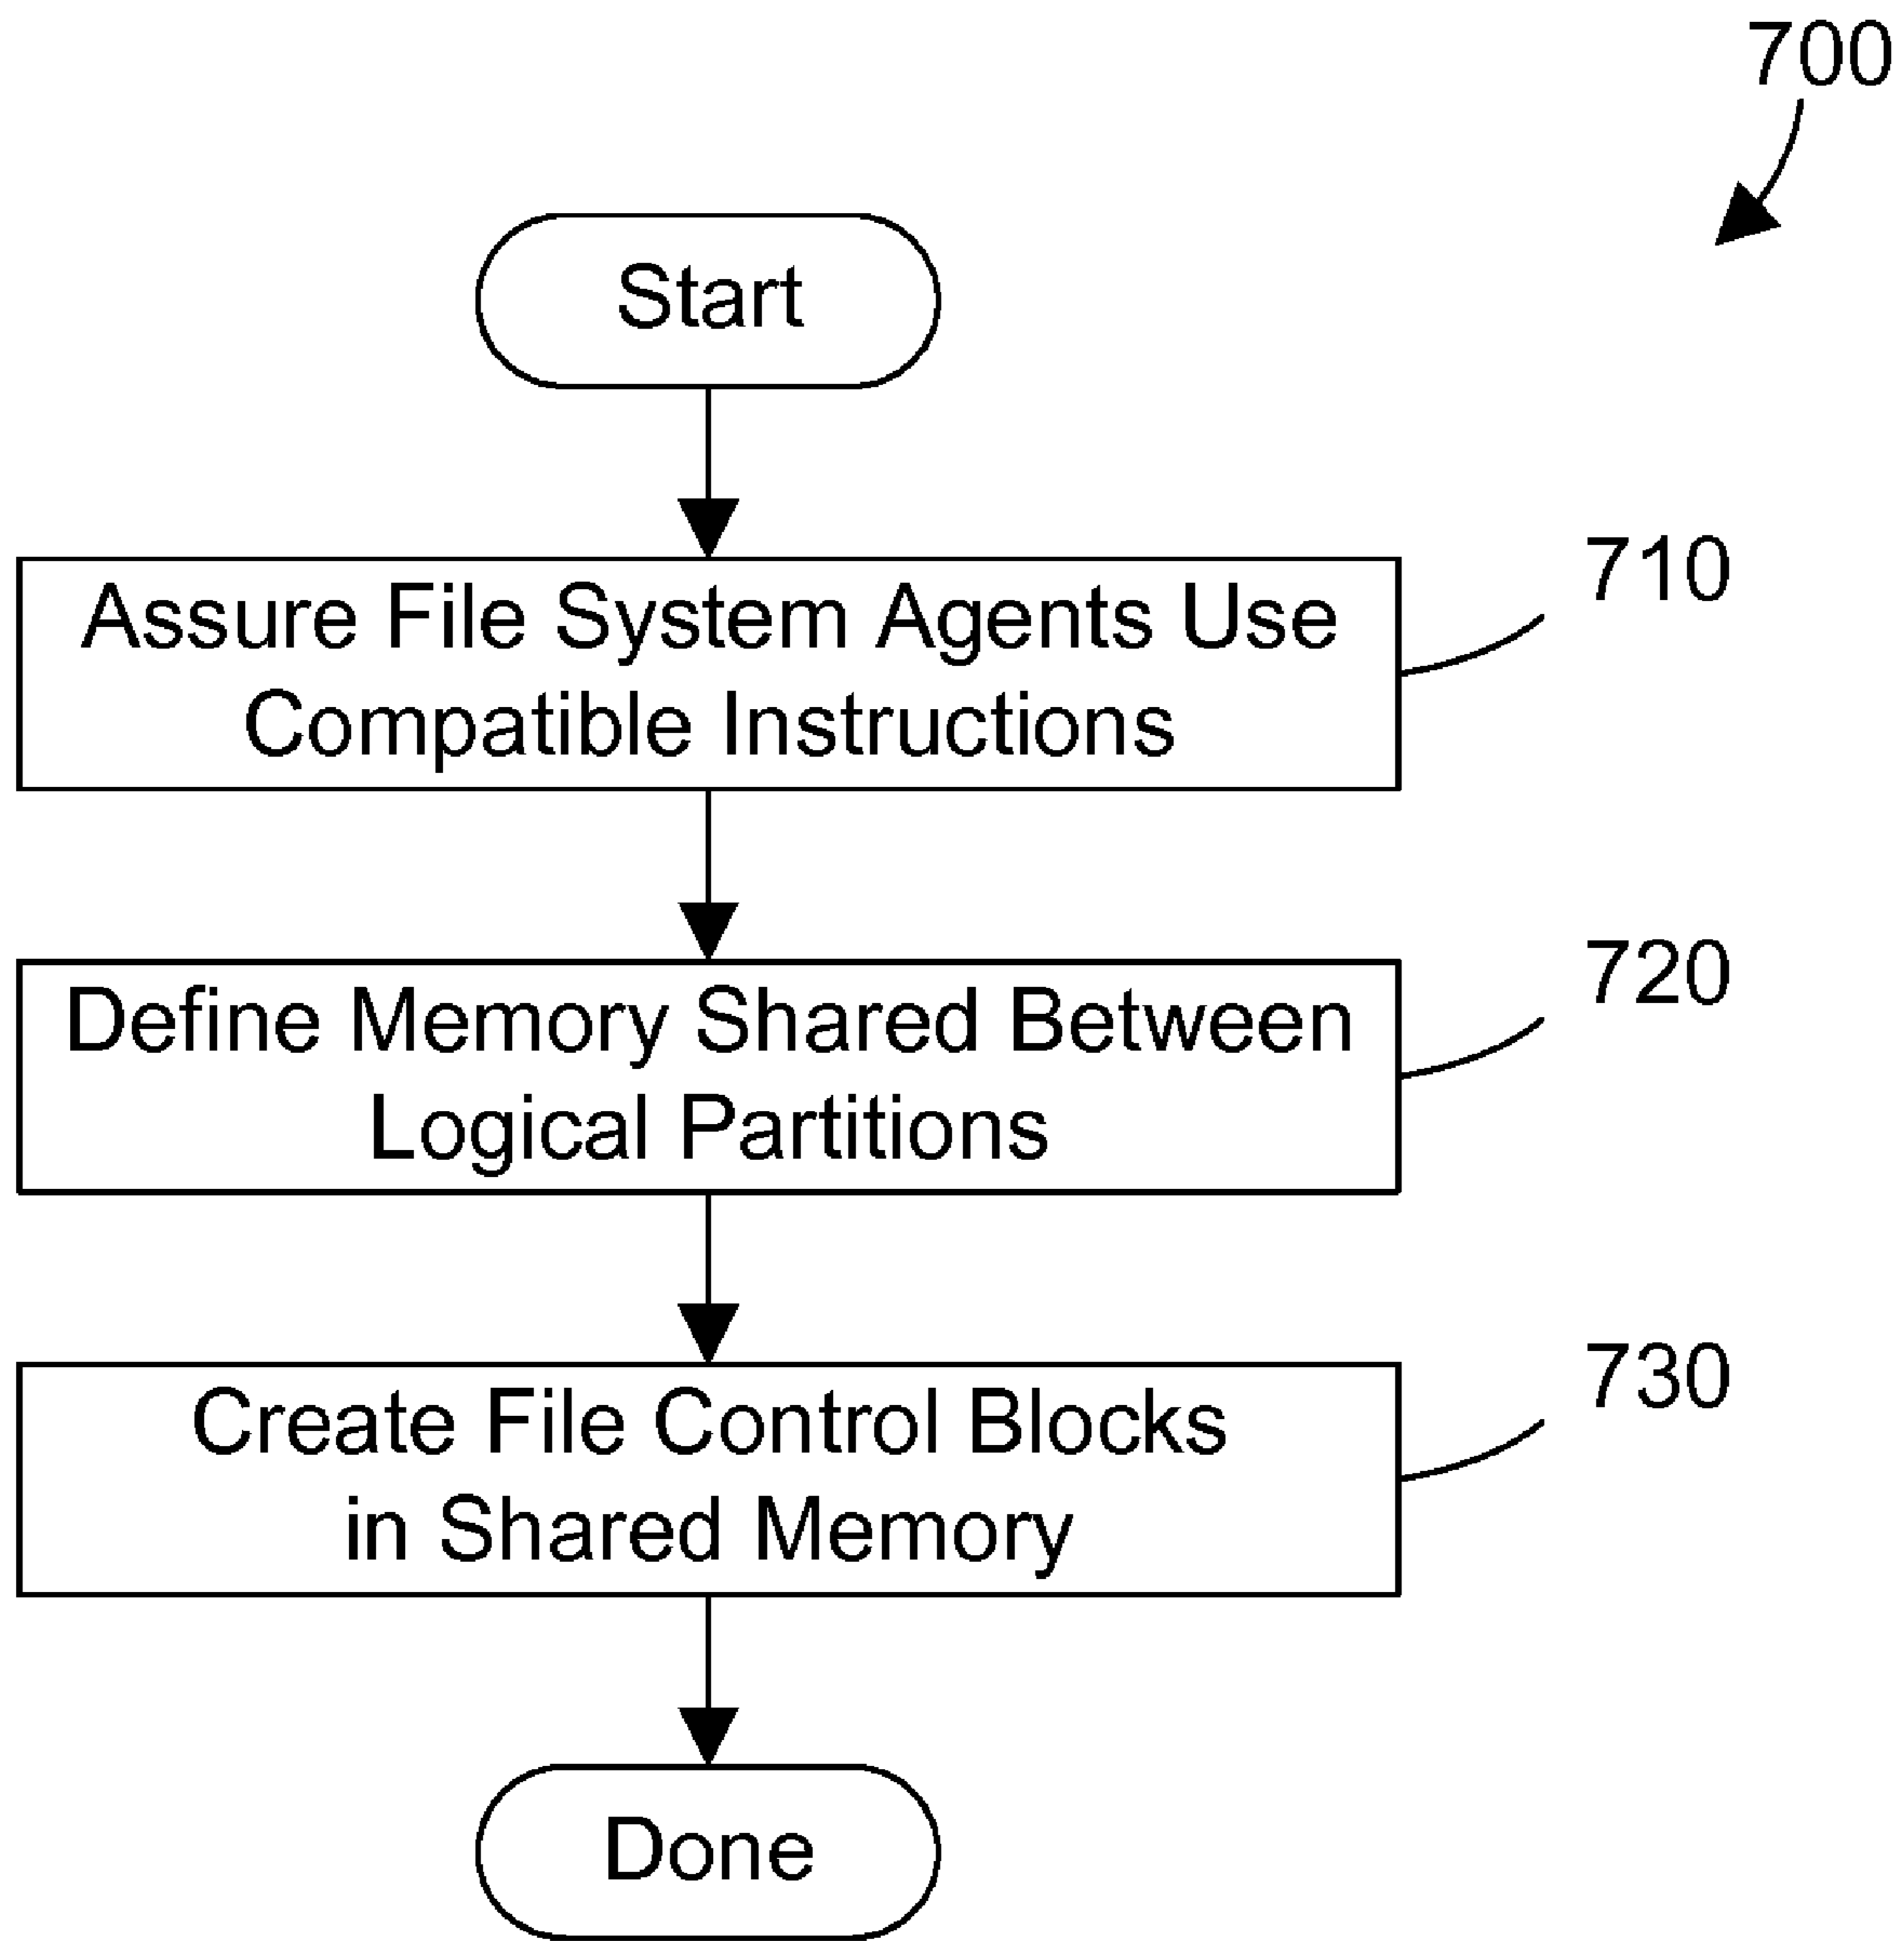 700
Start
Assure File System Agents Use
Compatible Instructions
710
Define Memory Shared Between
Logical Partitions
720
Create File Control Blocks
in Shared Memory
730
Done